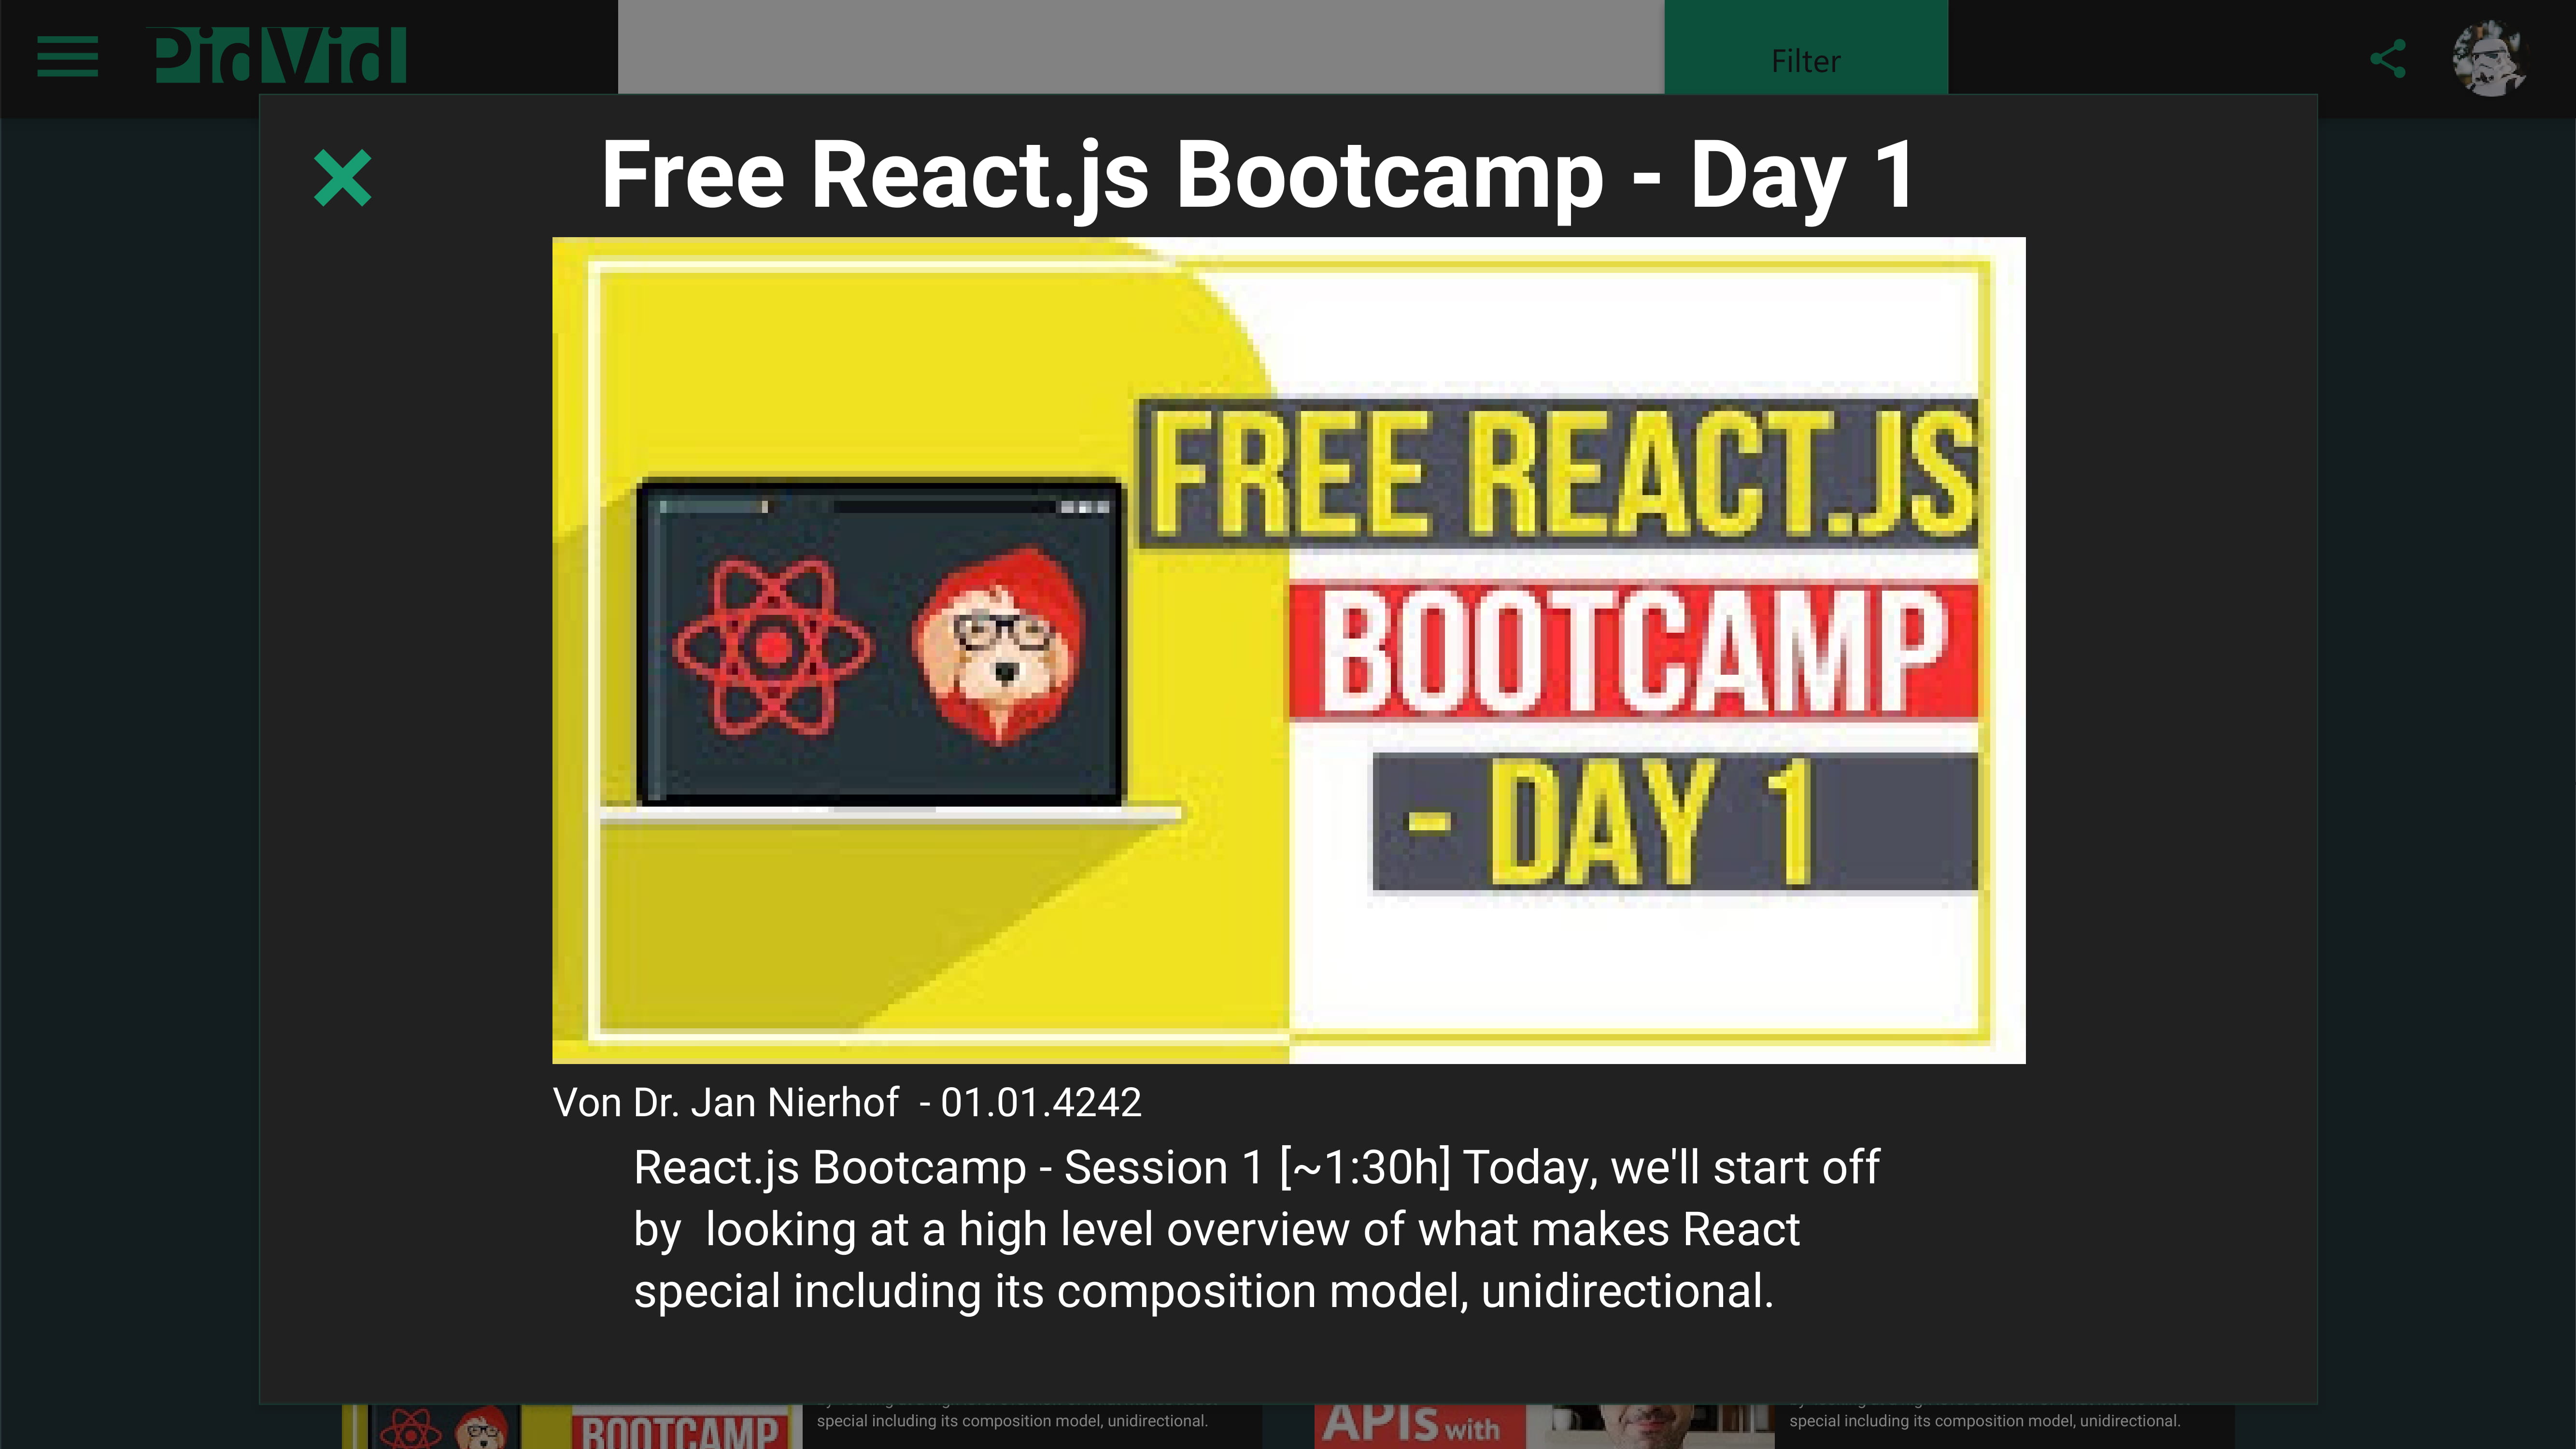 PidVid
Filter
Free React.js Bootcamp - Day 1
FREE REACT.JS
BOOTCAMP
- DAY 1
Von Dr. Jan Nierhof  - 01.01.4242
React.js Bootcamp - Session 1 [~1:30h] Today, we'll start off
by  looking at a high level overview of what makes React
special including its composition model, unidirectional.
BOOTCAMP
special including its composition model, unidirectional.
APIs with
special including its composition model, unidirectional.